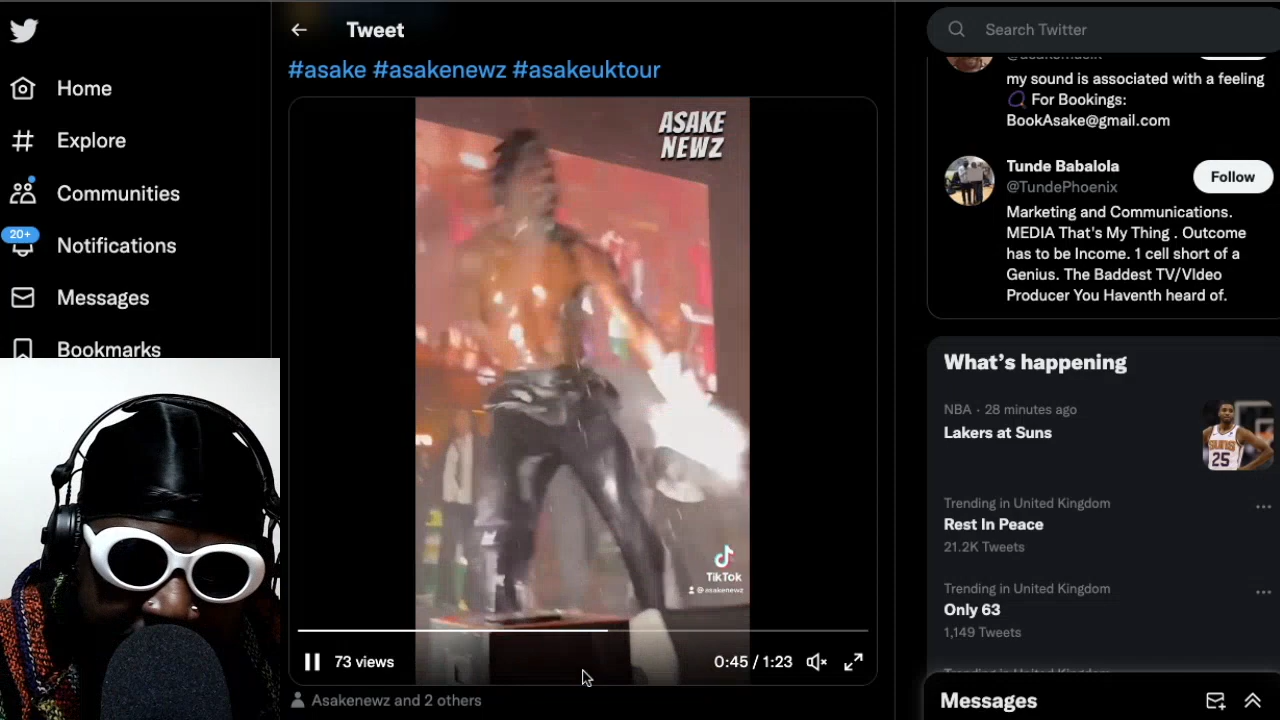 Home
Explore
Communities
20+
Notifications
Messages
Bookmarks
Tweet
#asake #asakenewz #asakeuktour
ASAKE
NEWZ
TikTok
@asakenewz
73 views
0:45 / 1:23
Asakenewz and 2 others
Search Twitter
my sound is associated with a feeling
For Bookings:
BookAsake@gmail.com
Tunde Babalola
@TundePhoenix
Follow
Marketing and Communications.
MEDIA That's My Thing . Outcome
has to be Income. 1 cell short of a
Genius. The Baddest TV/VIdeo
Producer You Haventh heard of.
What's happening
NBA · 28 minutes ago
Lakers at Suns
SUNS
25
Trending in United Kingdom
Rest In Peace
21.2K Tweets
Trending in United Kingdom
Only 63
1,149 Tweets
Messages